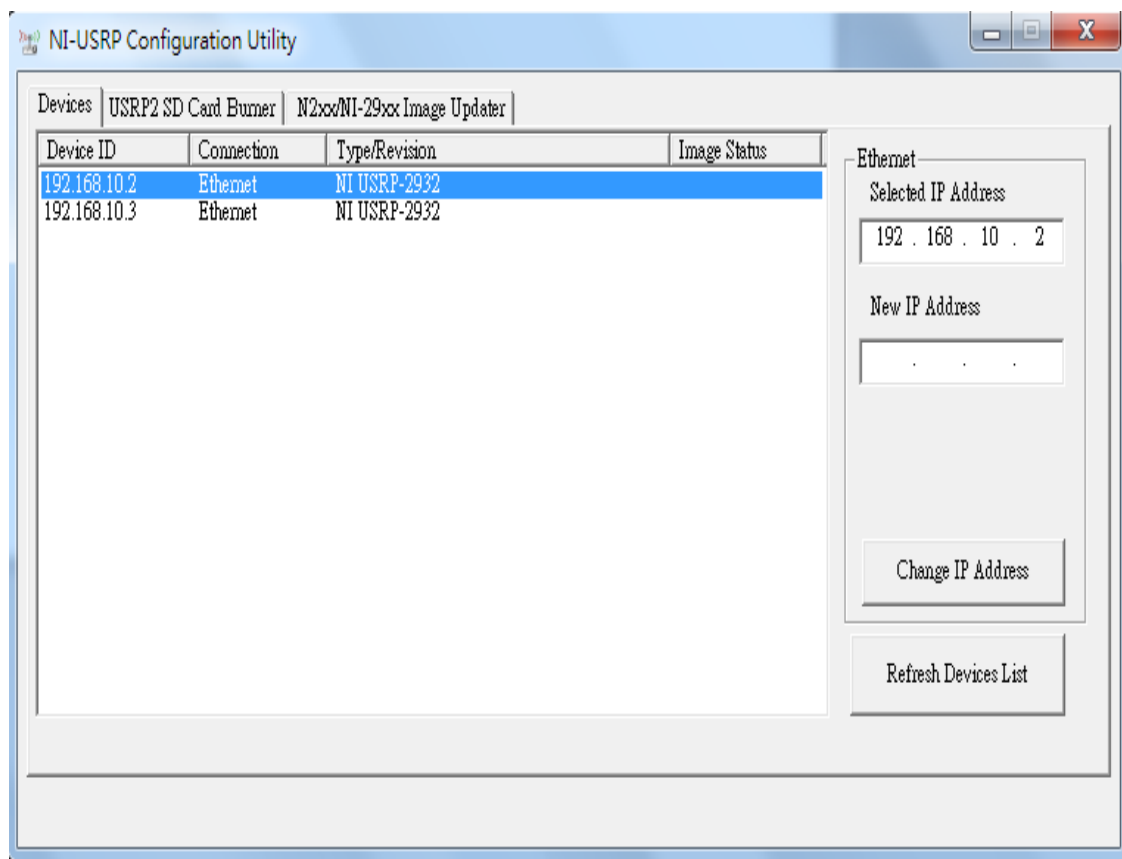 NI-USRP Configuration Utility
Devices USRP2 SD Card Burner N2xx/NI-29xx Image Updater
Device ID Connection Type/Revision Image Status
192.168.10.2 Ethernet NI USRP-2932
192.168.10.3 Ethernet NI USRP-2932
Ethernet
Selected IP Address
192 . 168 . 10 . 2
New IP Address
. . .
Change IP Address
Refresh Devices List